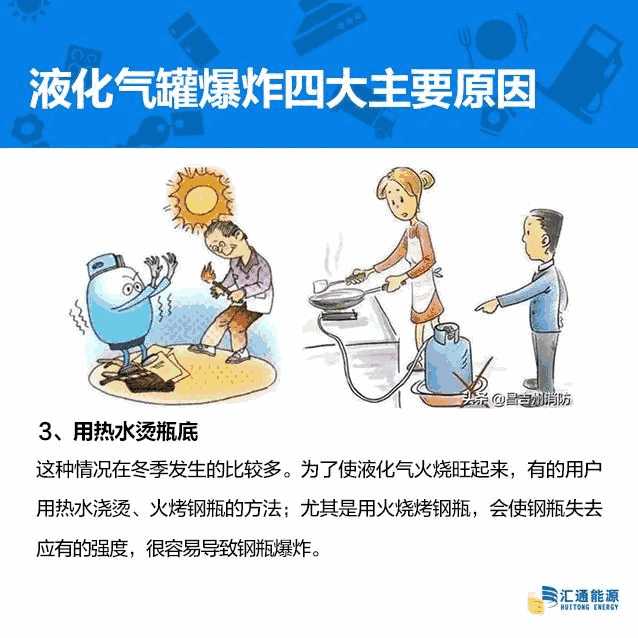 液化气罐爆炸四大主要原因
头杀 @昌吉州消防
3、用热水烫瓶底
这种情况在冬季发生的比较多。为了使液化气火烧旺起来，有的用户
用热水浇烫、火烤钢瓶的方法；尤其是用火烧烤钢瓶，会使钢瓶失去
应有的强度，很容易导致钢瓶爆炸。
汇通能源
HUITONG ENERGY